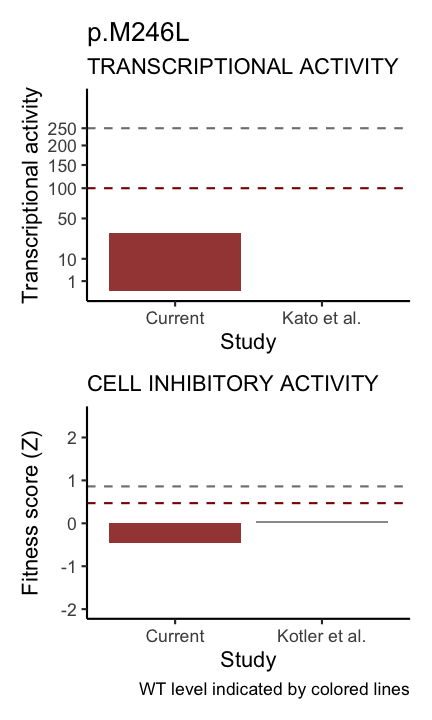 p.M246L
TRANSCRIPTIONAL ACTIVITY
Transcriptional activity
250
200
150
100
50
10
1
Current
Kato et al.
Study
CELL INHIBITORY ACTIVITY
Fitness score (Z)
2
1
0
-1
-2
Current
Kotler et al.
Study
WT level indicated by colored lines